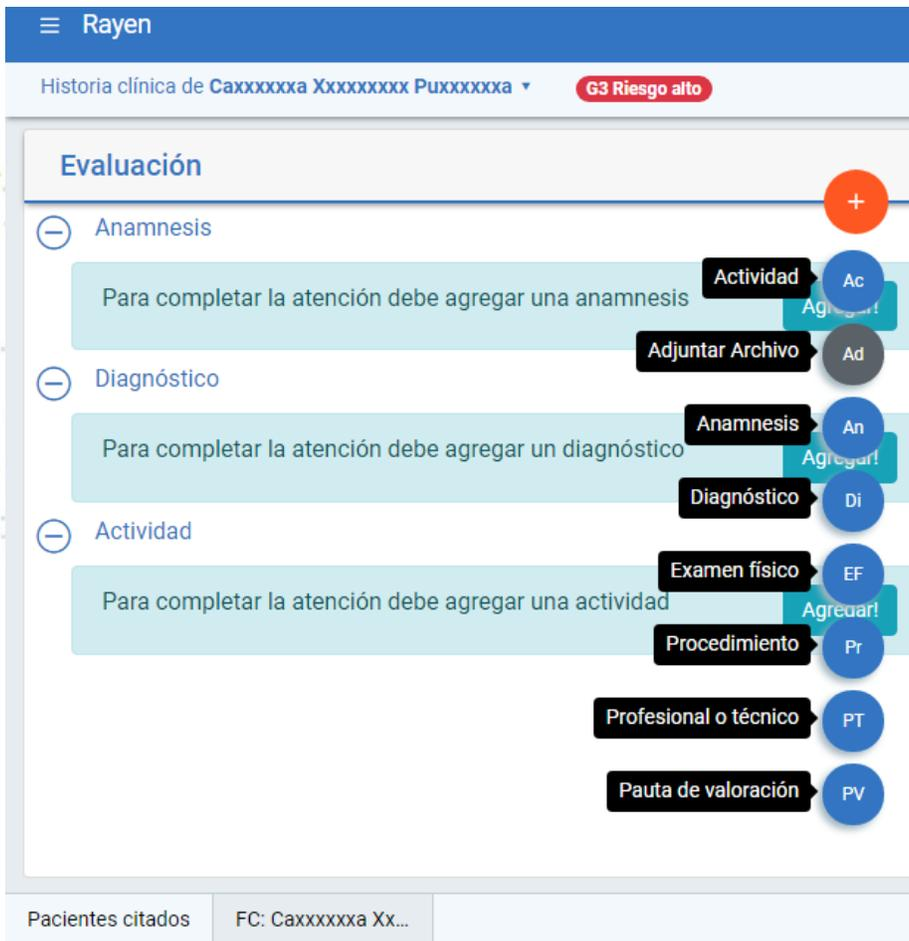 Rayen
Historia clínica de Caxxxxxxa Xxxxxxxxx Puxxxxxxa
G3 Riesgo alto
Evaluación
+
Anamnesis
Para completar la atención debe agregar una anamnesis
Agregar!
Actividad
Ac
Adjuntar Archivo
Ad
Diagnóstico
Para completar la atención debe agregar un diagnóstico
Agregar!
Anamnesis
An
Diagnóstico
Di
Actividad
Para completar la atención debe agregar una actividad
Agregar!
Examen físico
EF
Procedimiento
Pr
Profesional o técnico
PT
Pauta de valoración
PV
Pacientes citados
FC: Caxxxxxxa Xx...